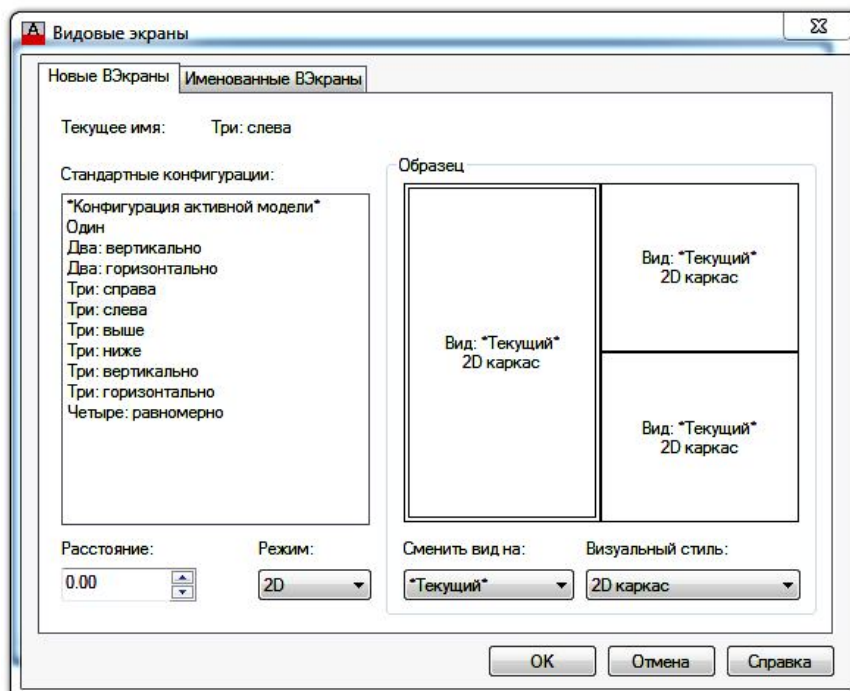 Видовые экраны
Новые ВЭкраны Именованные ВЭкраны
Текущее имя: Три: слева
Стандартные конфигурации:
*Конфигурация активной модели*
Один
Два: вертикально
Два: горизонтально
Три: справа
Три: слева
Три: выше
Три: ниже
Три: вертикально
Три: горизонтально
Четыре: равномерно
Расстояние:
0.00
Режим:
2D
Образец
Вид: *Текущий*
2D каркас
Вид: *Текущий*
2D каркас
Вид: *Текущий*
2D каркас
Сменить вид на:
*Текущий*
Визуальный стиль:
2D каркас
OK Отмена Справка